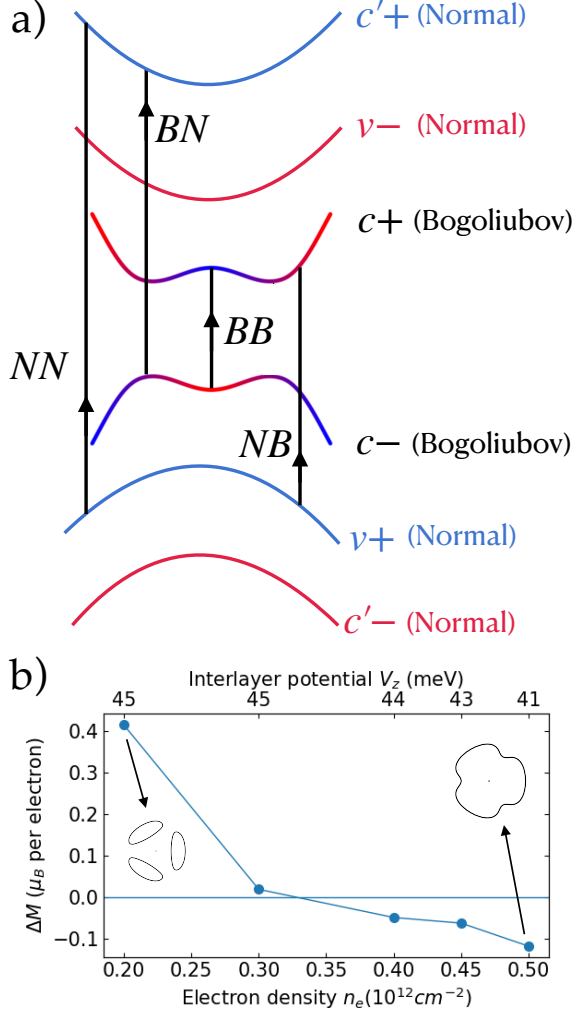 a)
c′+ (Normal)
BN
v− (Normal)
c+ (Bogoliubov)
BB
NN
NB
c− (Bogoliubov)
v+ (Normal)
c′− (Normal)
b)
Interlayer potential V_z (meV)
45 45 44 43 41
0.4
0.3
0.2
0.1
0.0
−0.1
ΔM (μ_B per electron)
0.20 0.25 0.30 0.35 0.40 0.45 0.50
Electron density n_e(10^{12}cm^{−2})